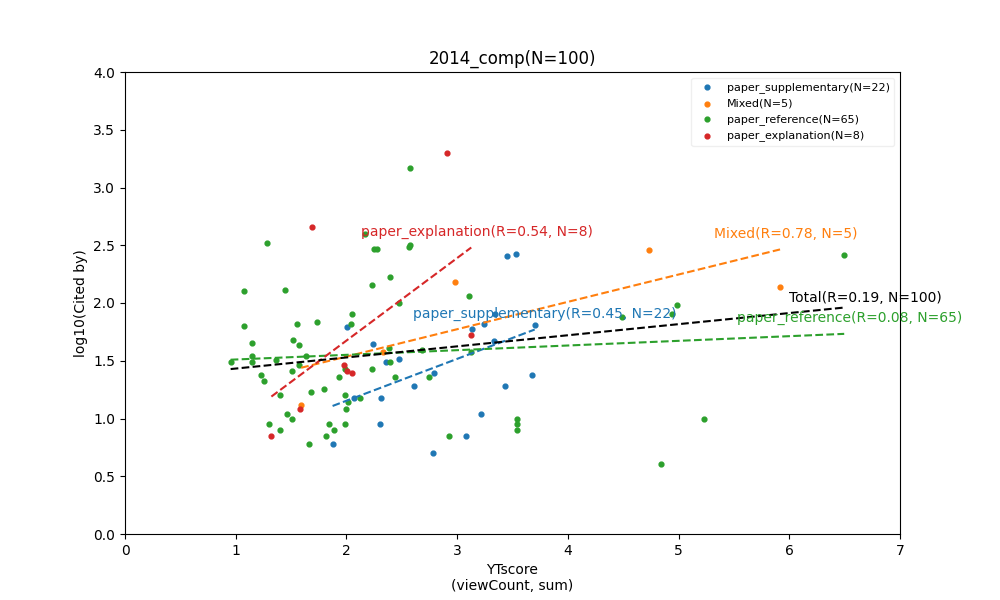 2014_comp(N=100)
4.0
3.5
3.0
2.5
2.0
1.5
1.0
0.5
0.0
log10(Cited by)
paper_supplementary(N=22)
Mixed(N=5)
paper_reference(N=65)
paper_explanation(N=8)
paper_explanation(R=0.54, N=8)
Mixed(R=0.78, N=5)
Total(R=0.19, N=100)
paper_supplementary(R=0.45, N=22)
paper_reference(R=0.08, N=65)
0 1 2 3 4 5 6 7
YTscore
(viewCount, sum)